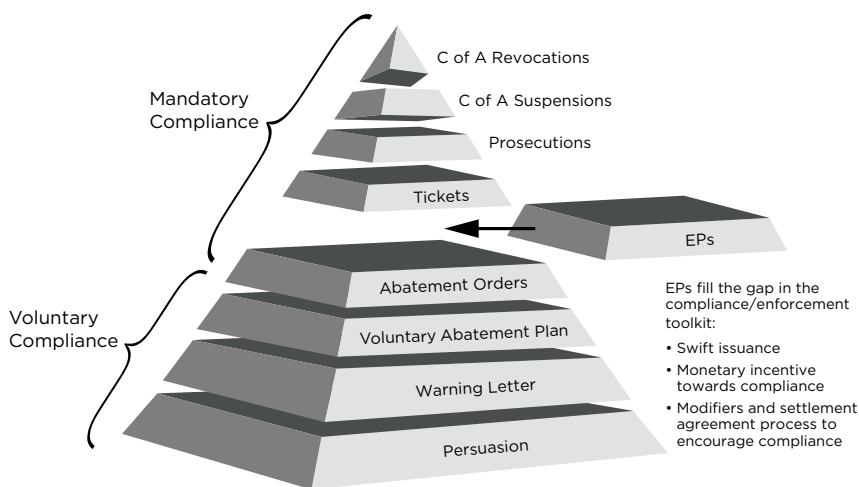 C of A Revocations
Mandatory
Compliance
C of A Suspensions
Prosecutions
Tickets
EPs
Abatement Orders
Voluntary
Compliance
Voluntary Abatement Plan
Warning Letter
Persuasion
EPs fill the gap in the
compliance/enforcement
toolkit:
• Swift issuance
• Monetary incentive
towards compliance
• Modifiers and settlement
agreement process to
encourage compliance